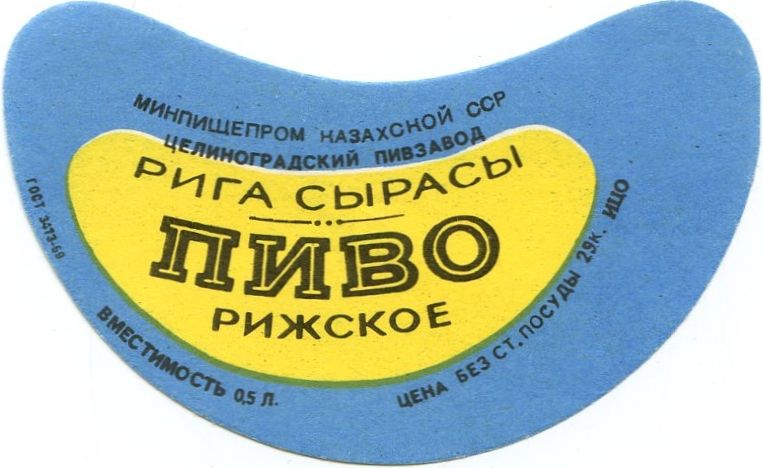 МИНПИЩЕПРОМ КАЗАХСКОЙ ССР
ЦЕЛИНОГРАДСКИЙ ПИВЗАВОД
РИГА СЫРАСЫ
ПИВО
РИЖСКОЕ
ГОСТ 3473-69
ВМЕСТИМОСТЬ 0,5 Л.
ЦЕНА БЕЗ СТ. ПОСУДЫ 29к. ИЦО